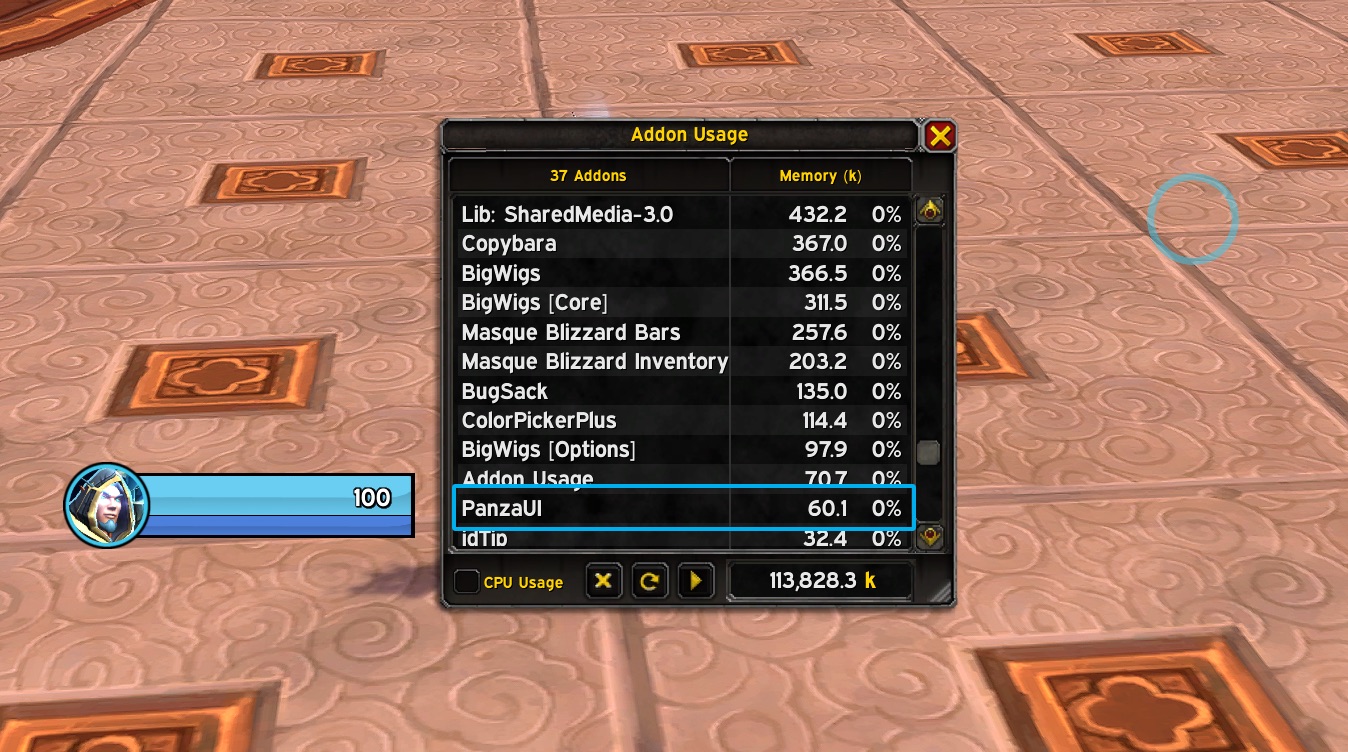 Addon Usage
37 Addons Memory (k)
Lib: SharedMedia-3.0 432.2 0%
Copybara 367.0 0%
BigWigs 366.5 0%
BigWigs [Core] 311.5 0%
Masque Blizzard Bars 257.6 0%
Masque Blizzard Inventory 203.2 0%
BugSack 135.0 0%
ColorPickerPlus 114.4 0%
BigWigs [Options] 97.9 0%
Addon Usage 70.7 0%
PanzaUI 60.1 0%
idTip 32.4 0%
100
CPU Usage 113,828.3 k